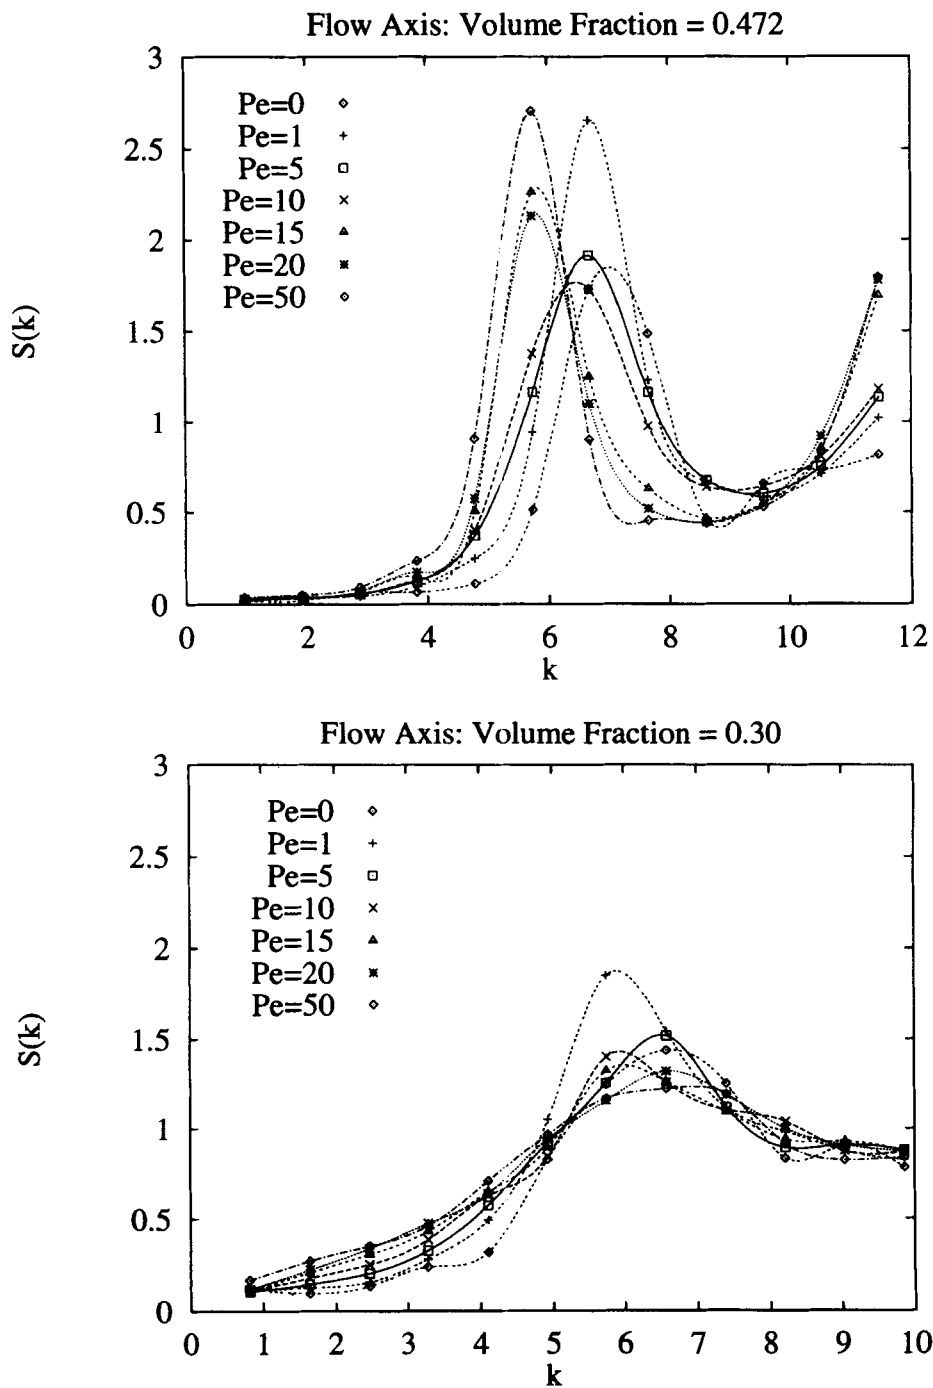 Flow Axis: Volume Fraction = 0.472
3
2.5
2
1.5
1
0.5
0
S(k)
Pe=0
Pe=1
Pe=5
Pe=10
Pe=15
Pe=20
Pe=50
0 2 4 6 8 10 12
k
Flow Axis: Volume Fraction = 0.30
3
2.5
2
1.5
1
0.5
0
S(k)
Pe=0
Pe=1
Pe=5
Pe=10
Pe=15
Pe=20
Pe=50
0 1 2 3 4 5 6 7 8 9 10
k